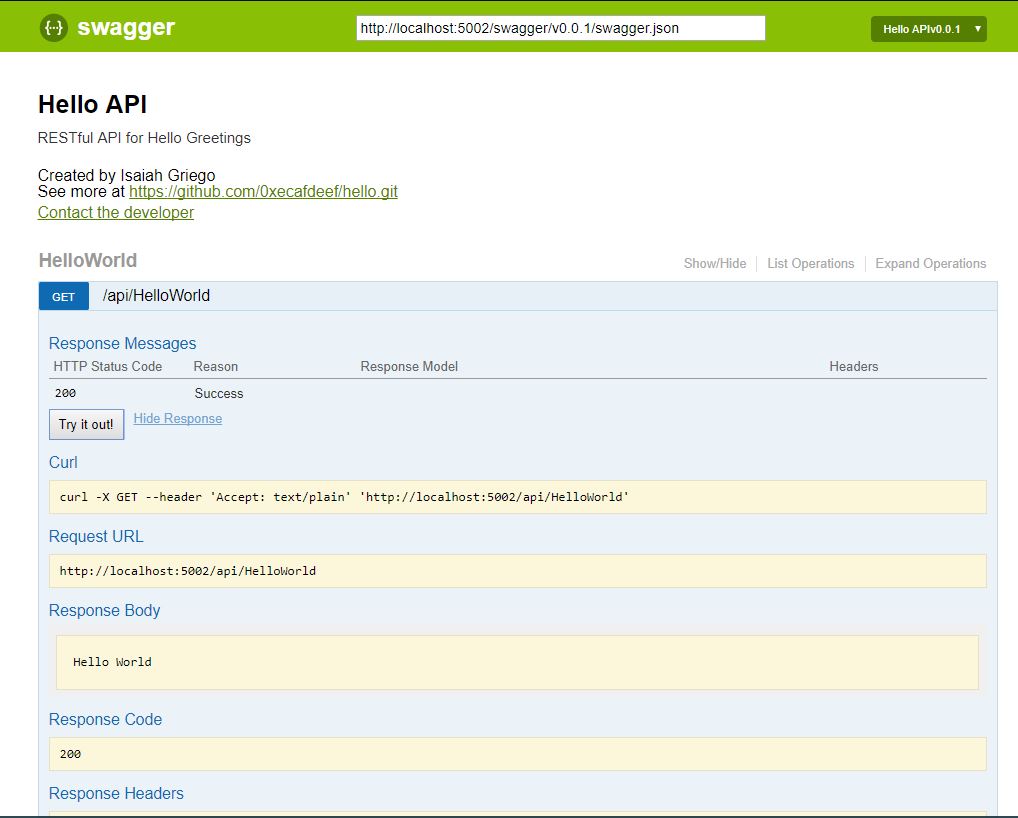 {··} swagger http://localhost:5002/swagger/v0.0.1/swagger.json Hello APIv0.0.1 ▼
Hello API
RESTful API for Hello Greetings
Created by Isaiah Griego
See more at https://github.com/0xecafdeef/hello.git
Contact the developer
HelloWorld Show/Hide List Operations Expand Operations
GET /api/HelloWorld
Response Messages
HTTP Status Code Reason Response Model Headers
200 Success
Try it out! Hide Response
Curl
curl -X GET --header 'Accept: text/plain' 'http://localhost:5002/api/HelloWorld'
Request URL
http://localhost:5002/api/HelloWorld
Response Body
Hello World
Response Code
200
Response Headers